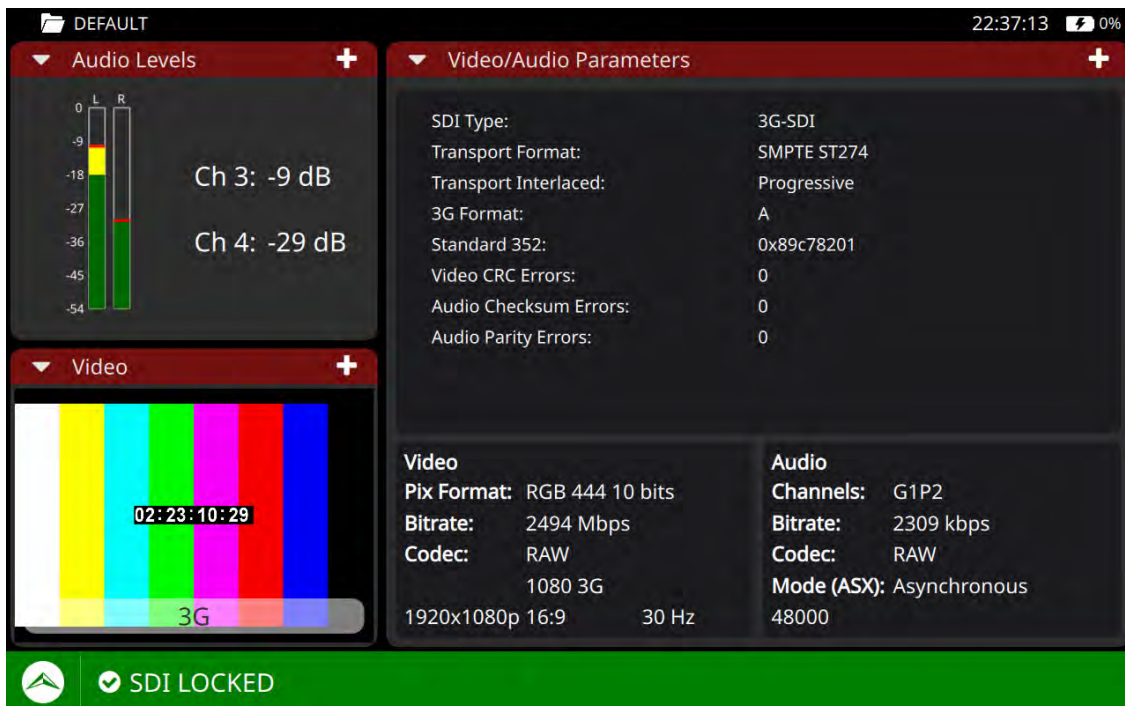 DEFAULT
22:37:13 0%
Audio Levels
L R
0
-9
-18
-27
-36
-45
-54
Ch 3: -9 dB
Ch 4: -29 dB
Video
02:23:10:29
3G
Video/Audio Parameters
SDI Type: 3G-SDI
Transport Format: SMPTE ST274
Transport Interlaced: Progressive
3G Format: A
Standard 352: 0x89c78201
Video CRC Errors: 0
Audio Checksum Errors: 0
Audio Parity Errors: 0
Video
Pix Format: RGB 444 10 bits
Bitrate: 2494 Mbps
Codec: RAW
1080 3G
1920x1080p 16:9 30 Hz
Audio
Channels: G1P2
Bitrate: 2309 kbps
Codec: RAW
Mode (ASX): Asynchronous
48000
SDI LOCKED